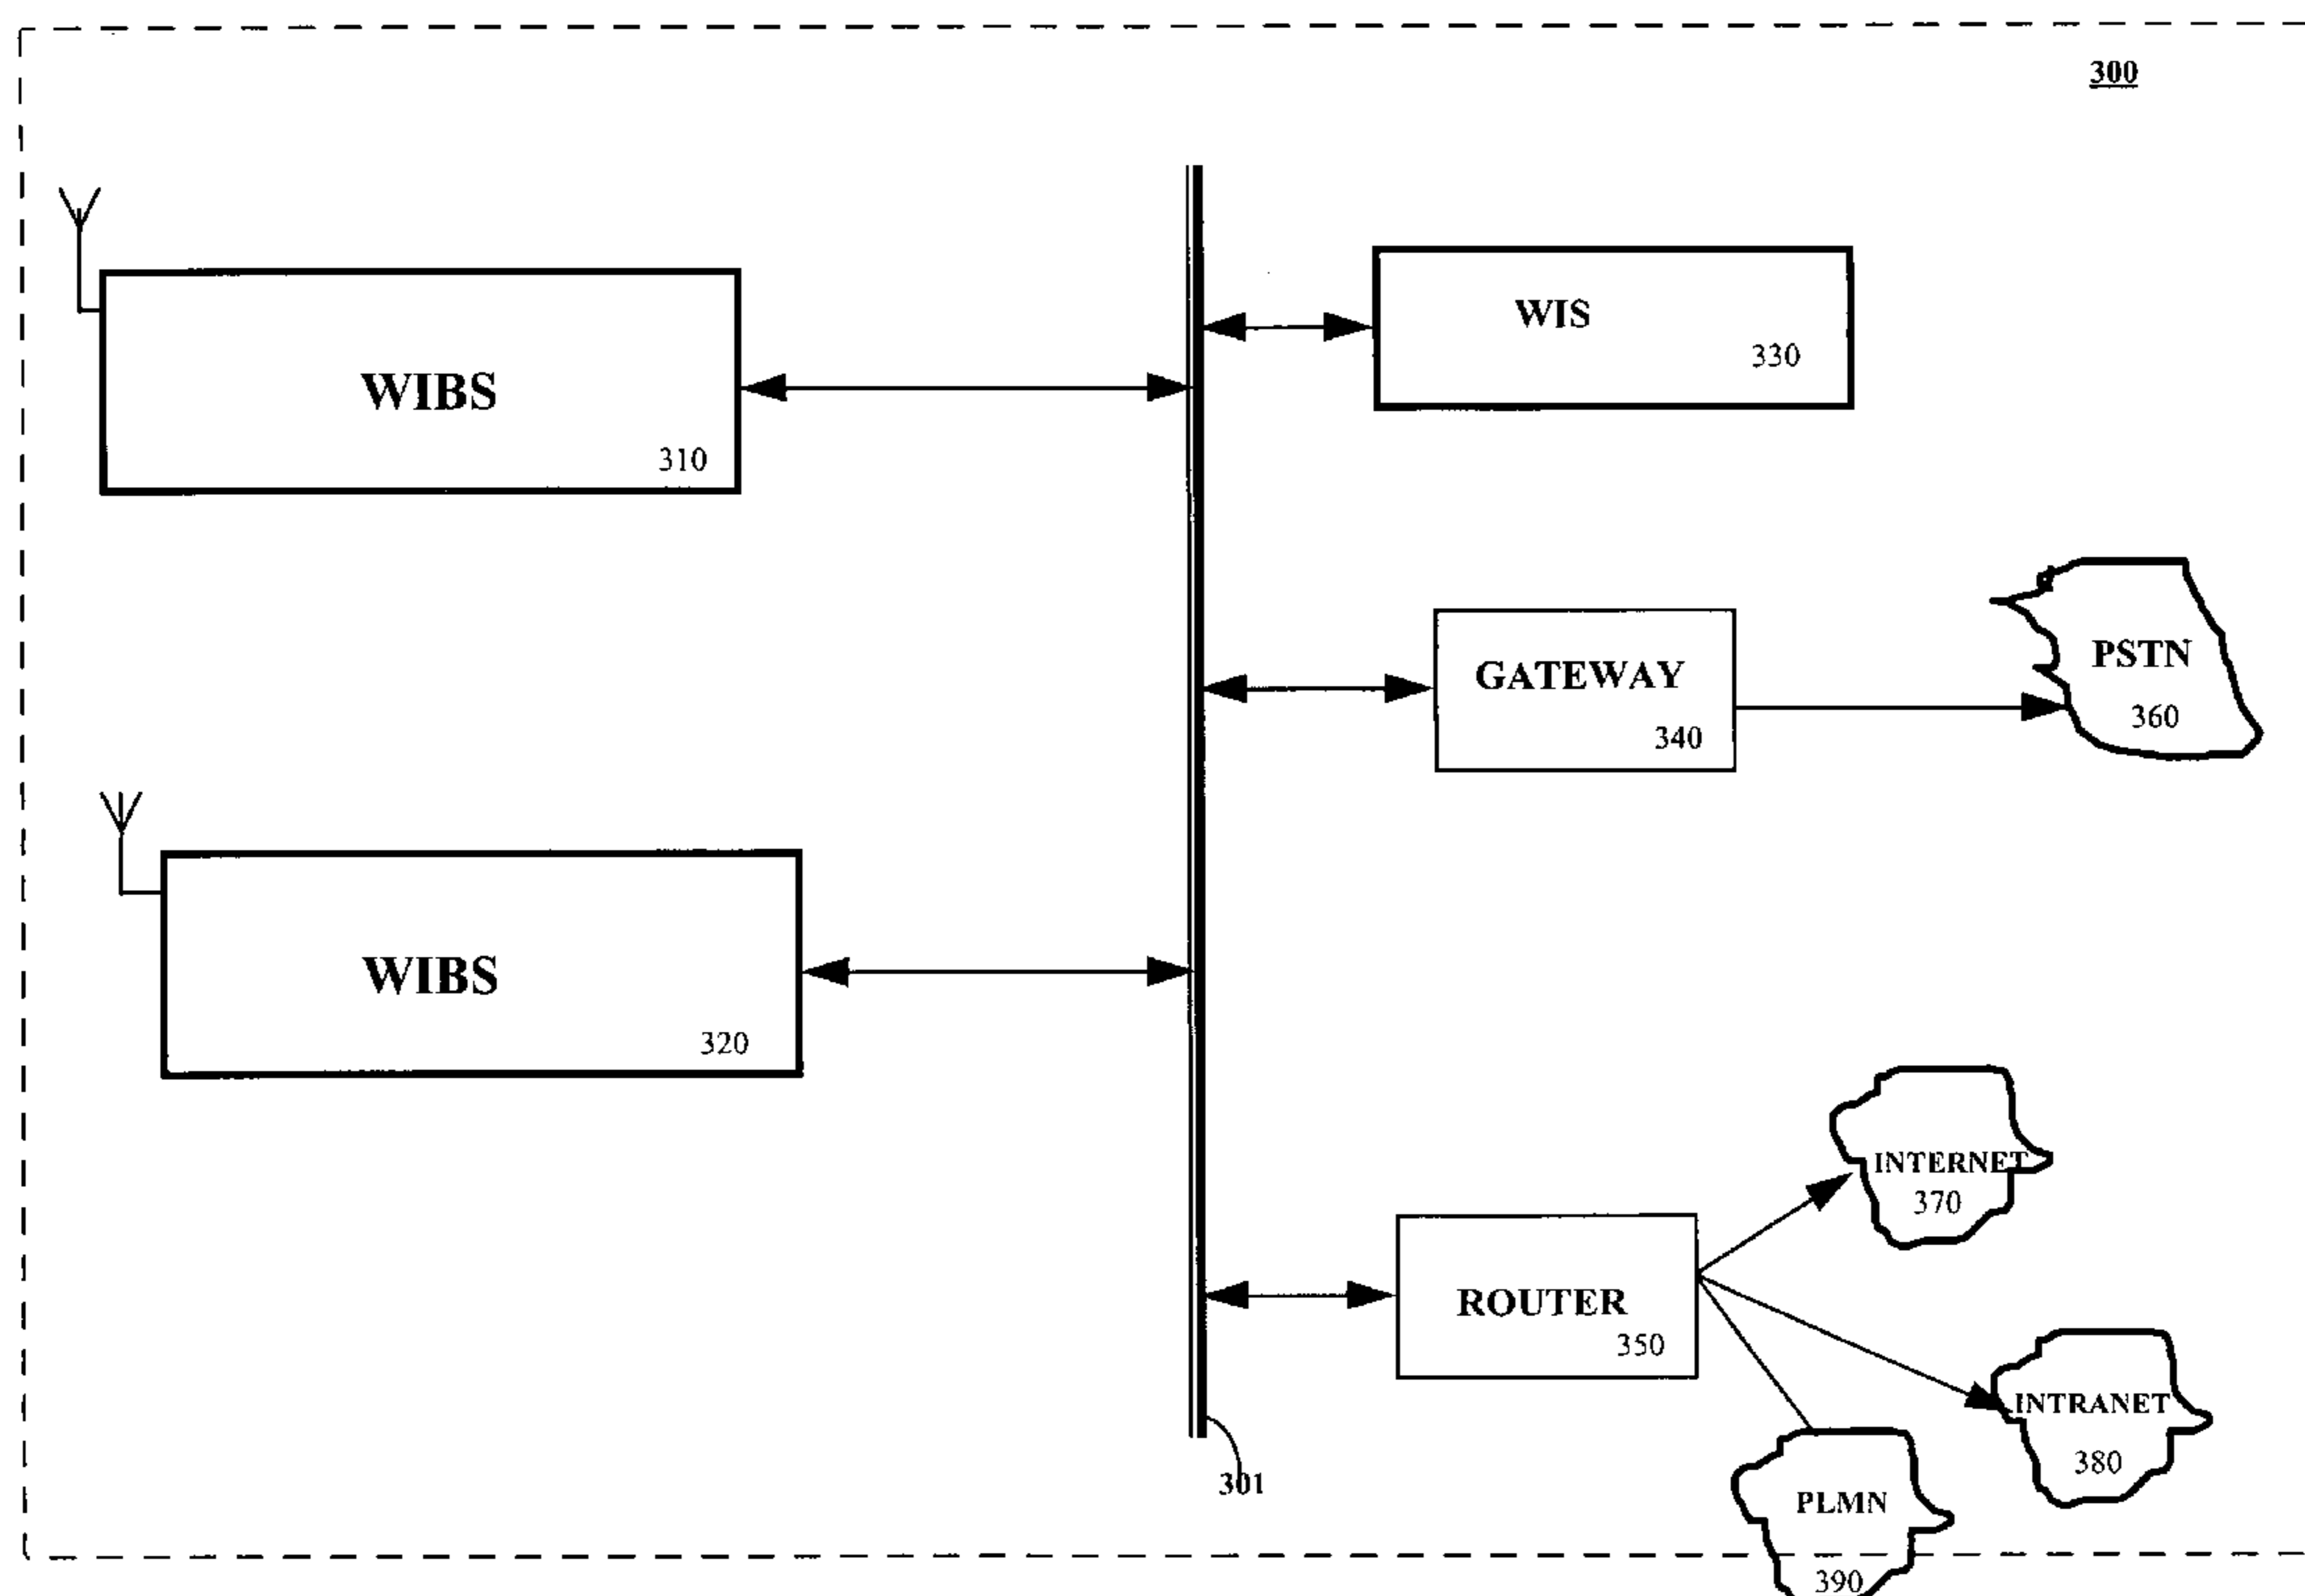 300
WIBS
310
WIS
330
GATEWAY
340
PSTN
360
WIBS
320
INTERNET
370
ROUTER
350
INTRANET
380
301
PLMN
390